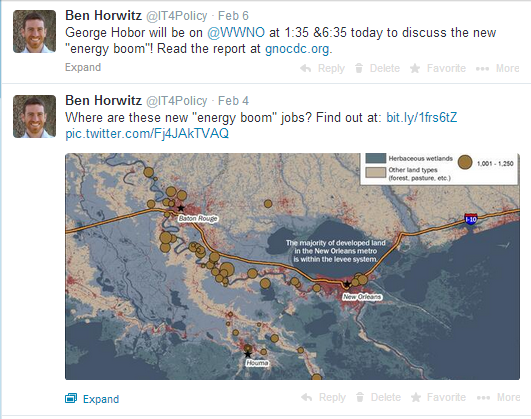 Ben Horwitz @IT4Policy · Feb 6
George Hobor will be on @WWNO at 1:35 &6:35 today to discuss the new
"energy boom"! Read the report at gnocdc.org.
Expand Reply Delete Favorite More
Ben Horwitz @IT4Policy · Feb 4
Where are these new "energy boom" jobs? Find out at: bit.ly/1frs6tZ
pic.twitter.com/Fj4JAkTVAQ
Herbaceous wetlands 1,001 - 1,250
Other land types
(forest, pasture, etc.)
Baton Rouge
I-10
The majority of developed land
in the New Orleans metro
is within the levee system.
New Orleans
Houma
Expand Reply Delete Favorite More